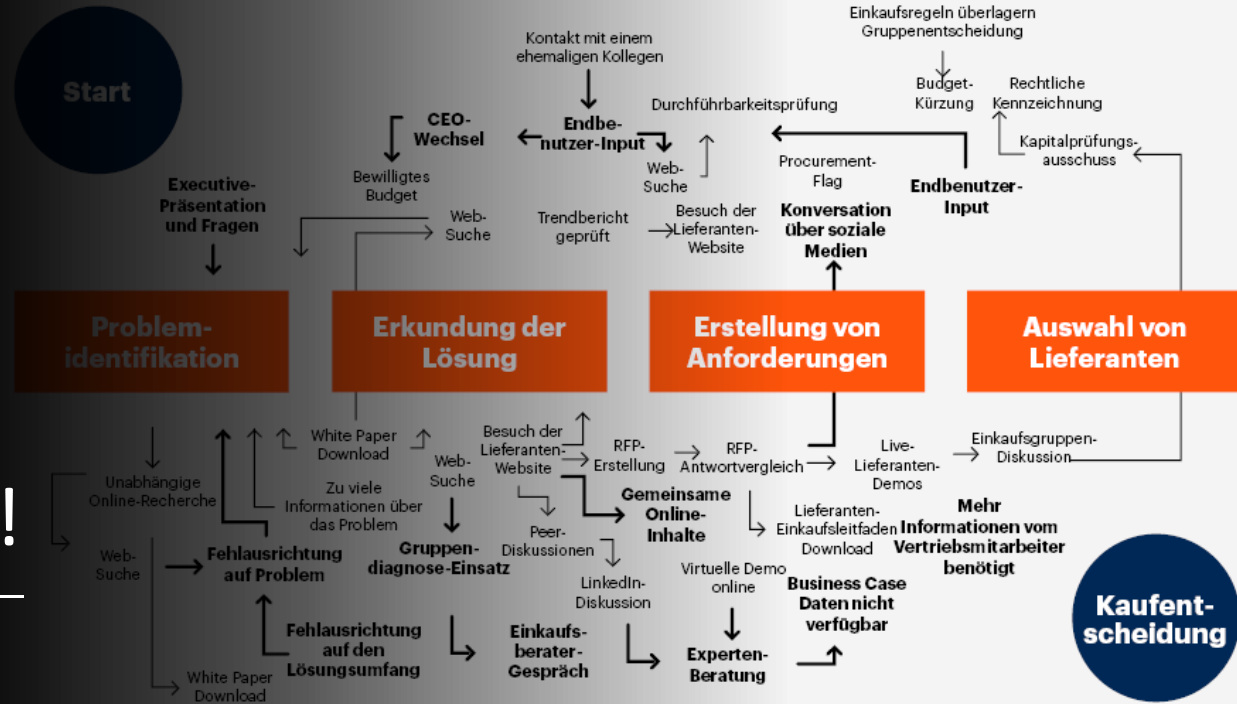 Einkaufsregeln überlagern
Gruppenentscheidung
Kontakt mit einem
ehemaligen Kollegen
Start
Budget-
Kürzung
Rechtliche
Kennzeichnung
Durchführbarkeitsprüfung
CEO-
Wechsel
Endbe-
nutzer-Input
Kapitalprüfungs-
ausschuss
Web-
Suche
Procurement-
Flag
Bewilligtes
Budget
Executive-
Präsentation
und Fragen
Endbenutzer-
Input
Web-
Suche
Trendbericht
geprüft
Besuch der
Lieferanten-
Website
Konversation
über soziale
Medien
Problem-
identifikation
Erkundung der
Lösung
Erstellung von
Anforderungen
Auswahl von
Lieferanten
White Paper
Download
Besuch der
Lieferanten-
Website
RFP-
Erstellung
RFP-
Antwortvergleich
Live-
Lieferanten-
Demos
Einkaufsgruppen-
Diskussion
Unabhängige
Online-Recherche
Zu viele
Informationen über
das Problem
Web-
Suche
Gemeinsame
Online-
Inhalte
Lieferanten-
Einkaufsleitfaden
Download
Mehr
Informationen vom
Vertriebsmitarbeiter
benötigt
!
Web-
Suche
Fehlausrichtung
auf Problem
Gruppen-
diagnose-Einsatz
Peer-
Diskussionen
LinkedIn-
Diskussion
Virtuelle Demo
online
Business Case
Daten nicht
verfügbar
Kaufent-
scheidung
Fehlausrichtung
auf den
Lösungsumfang
Einkaufs-
berater-
Gespräch
Experten-
Beratung
White Paper
Download